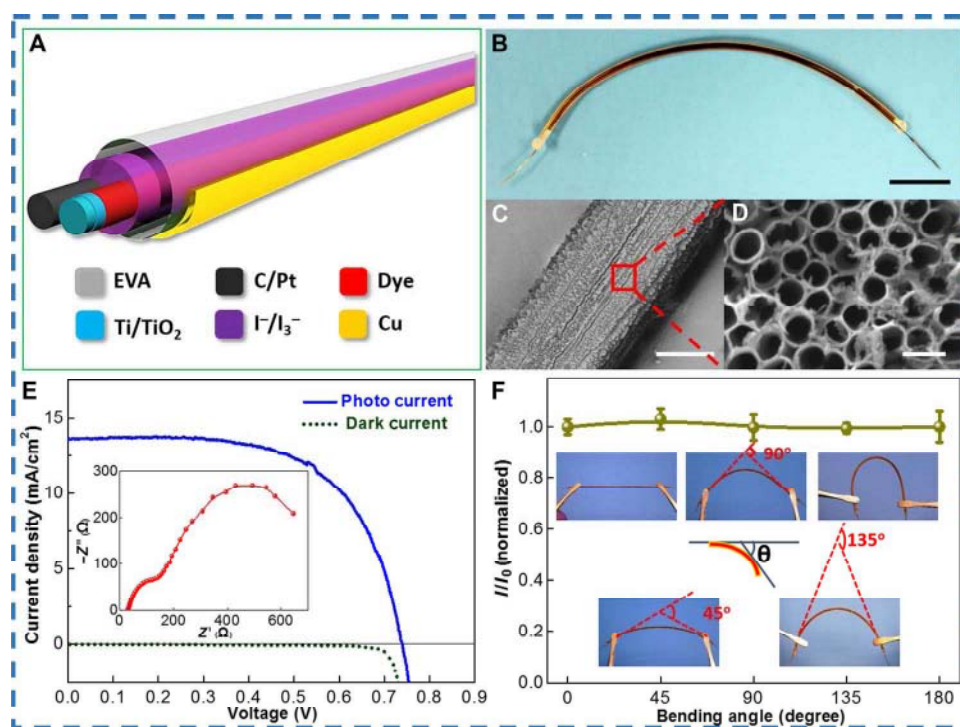 A
EVA
C/Pt
Dye
Ti/TiO₂
I⁻/I₃⁻
Cu
B
C
D
E
Photo current
Dark current
Current density (mA/cm²)
15
10
5
0
0.0 0.1 0.2 0.3 0.4 0.5 0.6 0.7 0.8 0.9
Voltage (V)
-Z'' (Ω)
300
200
100
0
0 200 400 600
Z' (Ω)
F
I/I₀ (normalized)
1.0
0.8
0.6
0.4
0.2
0.0
90°
135°
θ
45°
0 45 90 135 180
Bending angle (degree)